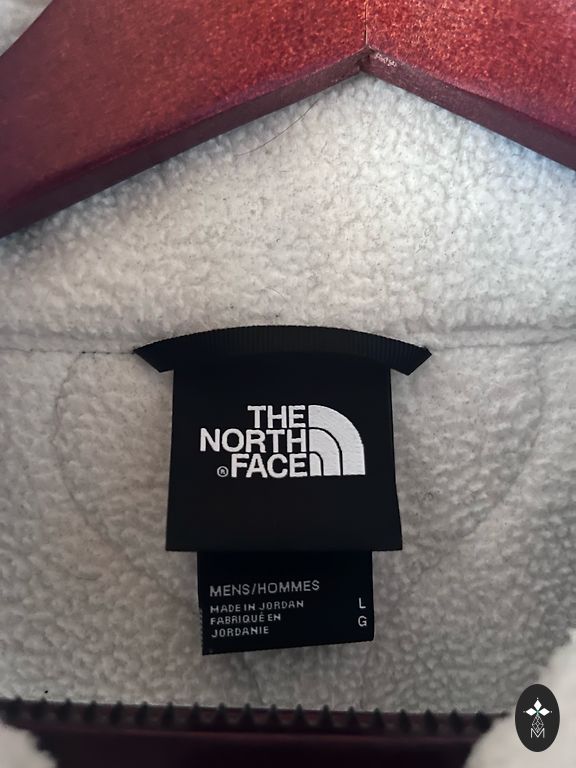 THE
NORTH
® FACE
MENS/HOMMES
MADE IN JORDAN
FABRIQUÉ EN
JORDANIE
L
G
M